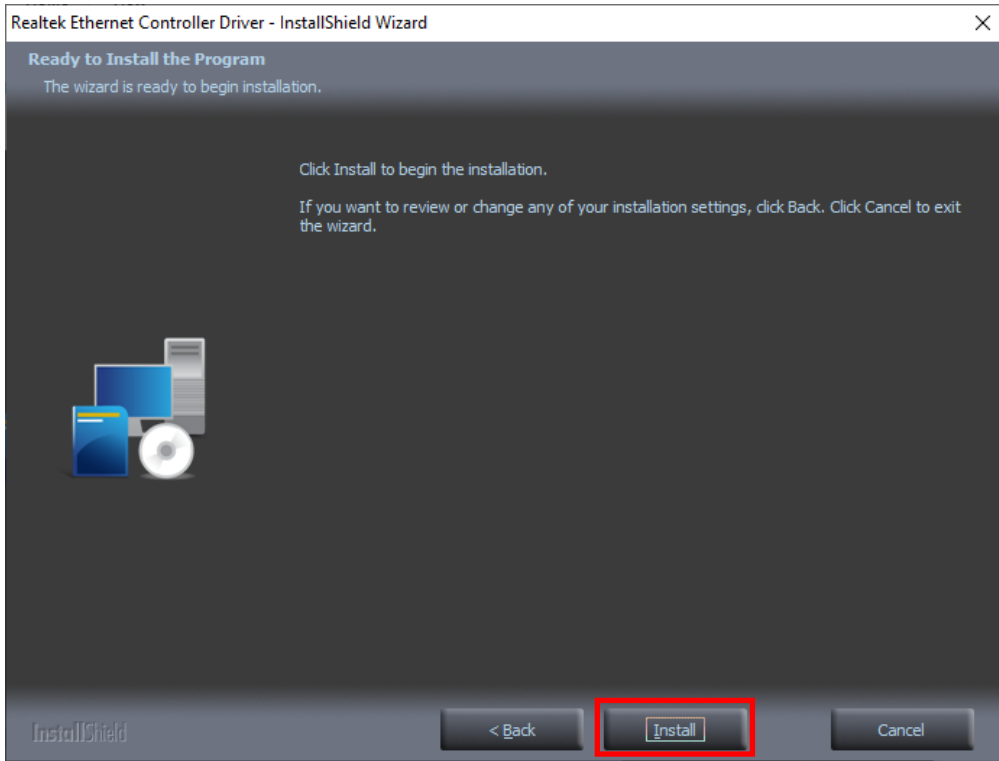 Realtek Ethernet Controller Driver - InstallShield Wizard
Ready to Install the Program
The wizard is ready to begin installation.
Click Install to begin the installation.
If you want to review or change any of your installation settings, click Back. Click Cancel to exit
the wizard.
InstallShield
< Back
Install
Cancel